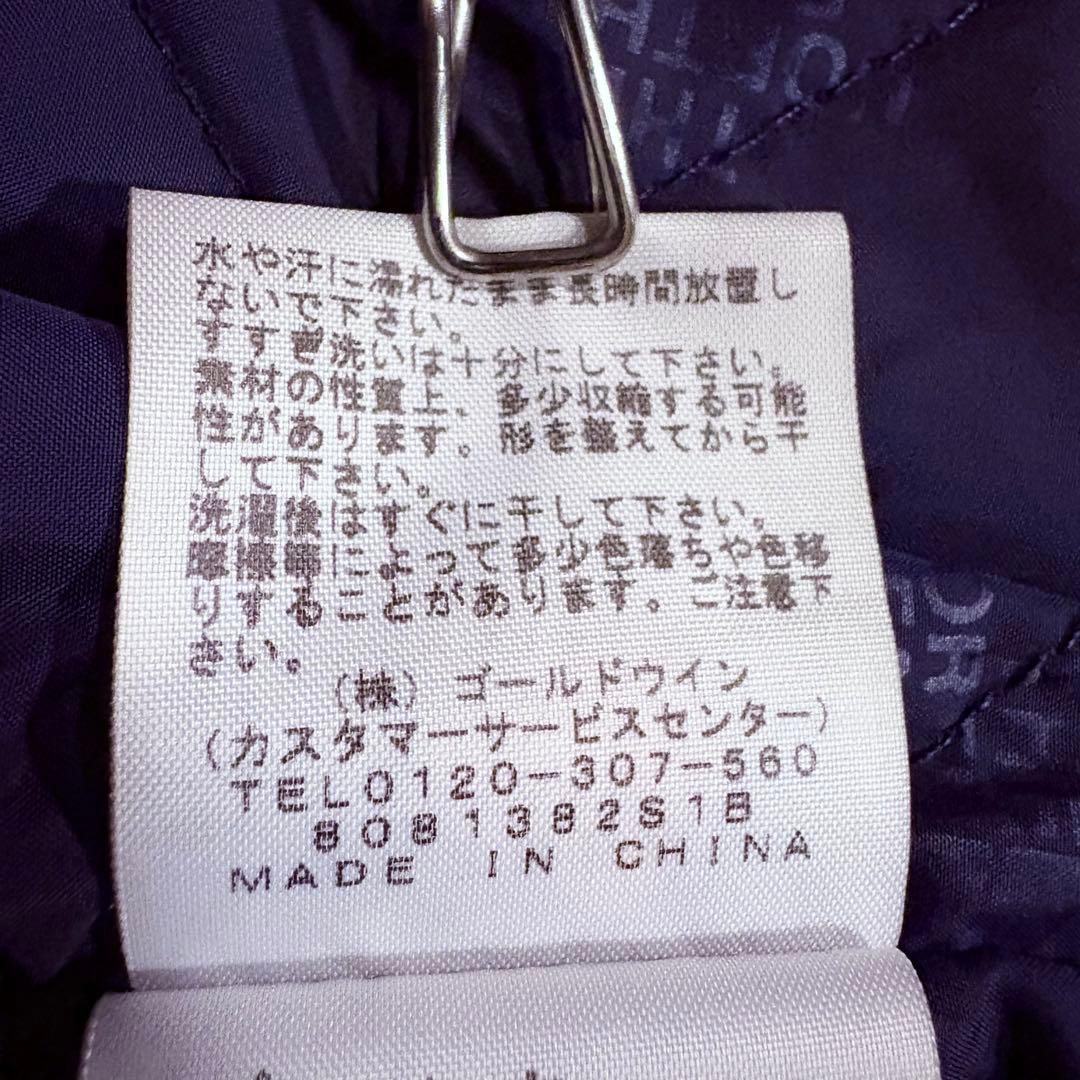 水や汗に濡れたまま長時間放置し
ないで下さい。
すすぎ洗いは十分にして下さい。
素材の性質上、多少収縮する可能
性があります。形を整えてから干
して下さい。
洗濯後はすぐに干して下さい。
摩擦によって多少色落ちや色移
りすることがあります。ご注意下
さい。
(株) ゴールドウイン
(カスタマーサービスセンター)
TEL0120-307-560
8081382S1B
MADE IN CHINA
OR